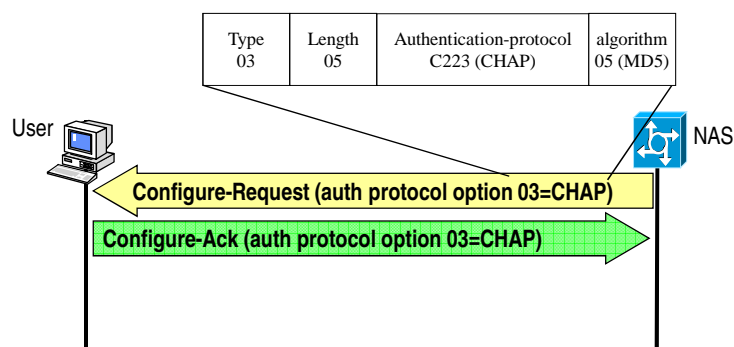 Type
03
Length
05
Authentication-protocol
C223 (CHAP)
algorithm
05 (MD5)
User
NAS
Configure-Request (auth protocol option 03=CHAP)
Configure-Ack (auth protocol option 03=CHAP)